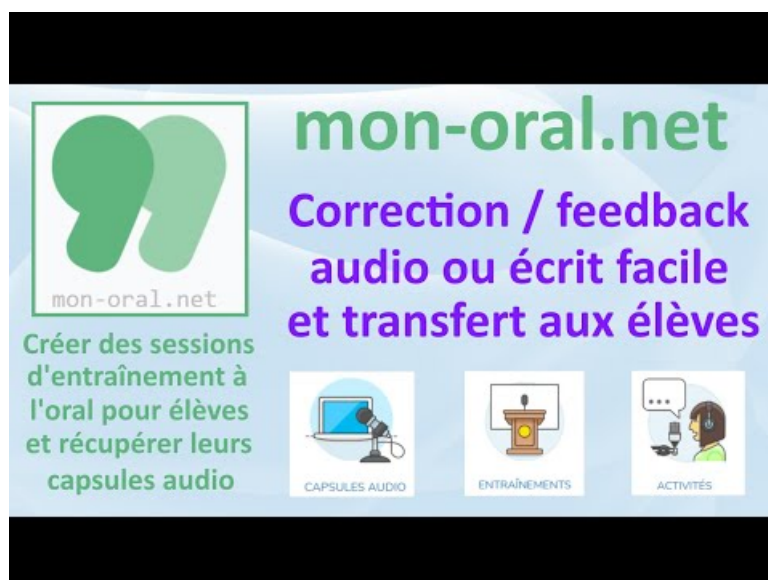 mon-oral.net
Correction / feedback
audio ou écrit facile
et transfert aux élèves
mon-oral.net
Créer des sessions
d'entraînement à
l'oral pour élèves
et récupérer leurs
capsules audio
CAPSULES AUDIO
ENTRAÎNEMENTS
ACTIVITÉS